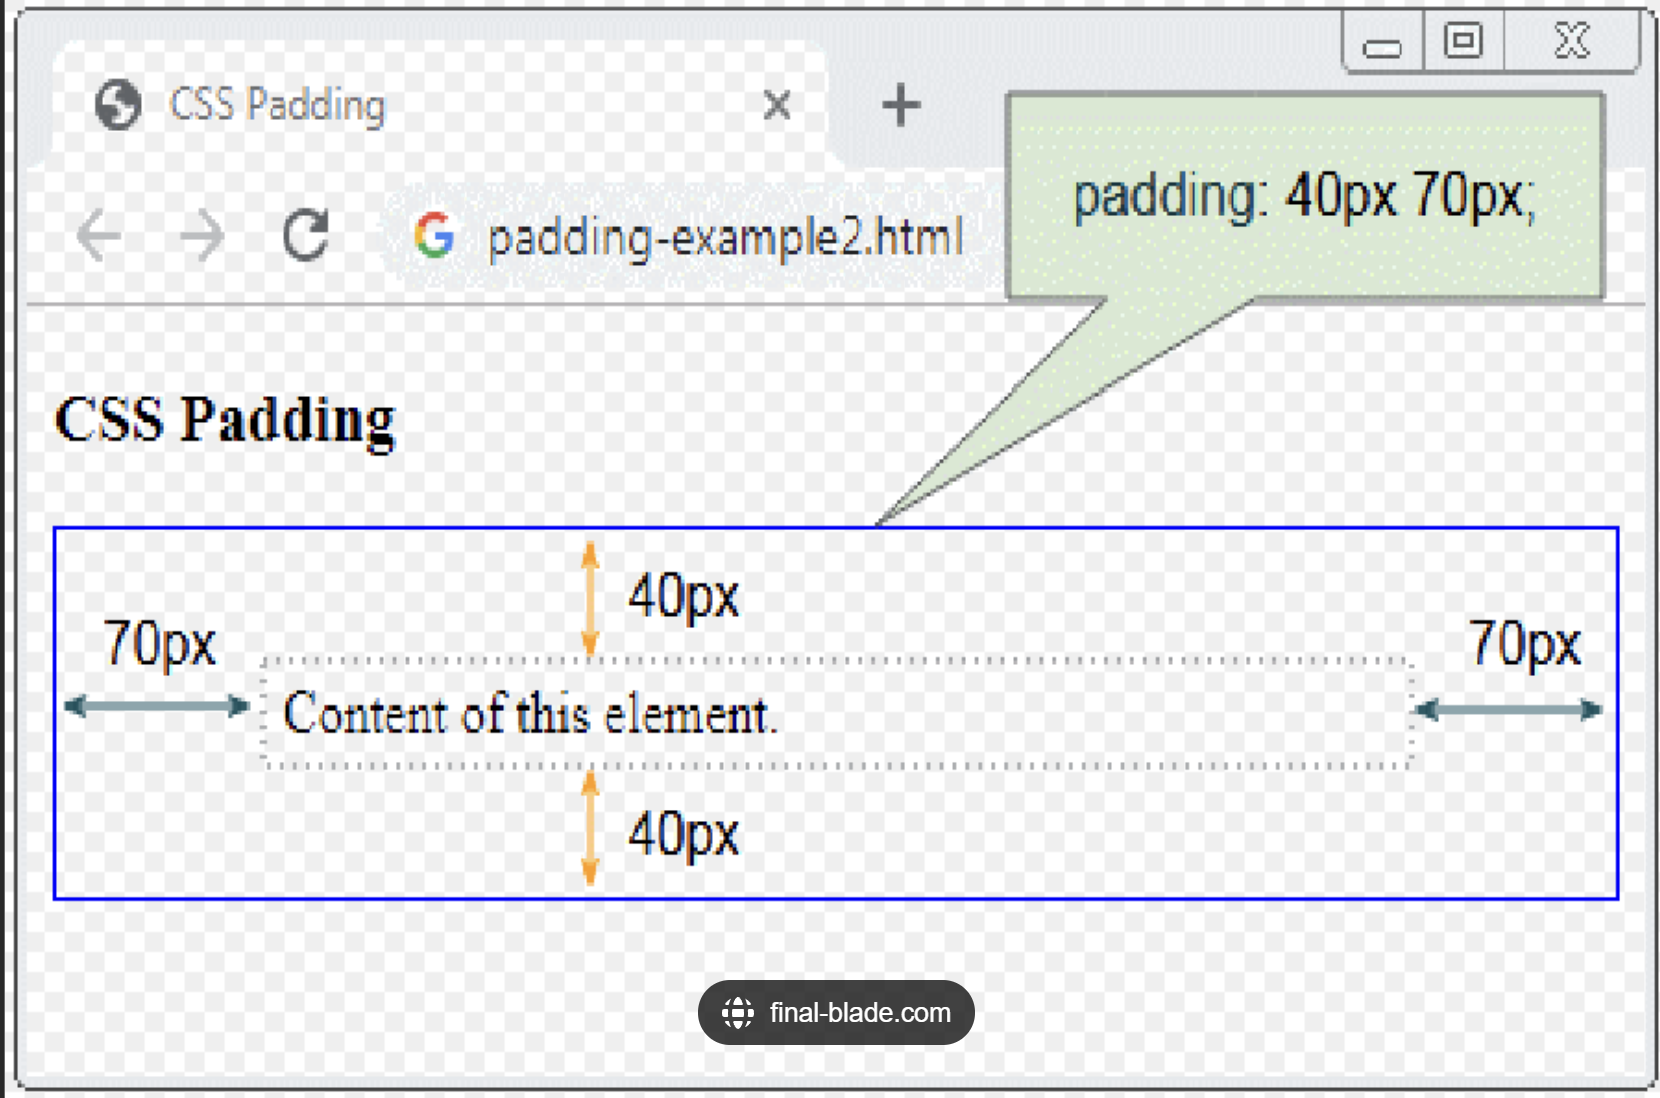 CSS Padding
padding-example2.html
padding: 40px 70px;
CSS Padding
40px
70px
70px
Content of this element.
40px
final-blade.com